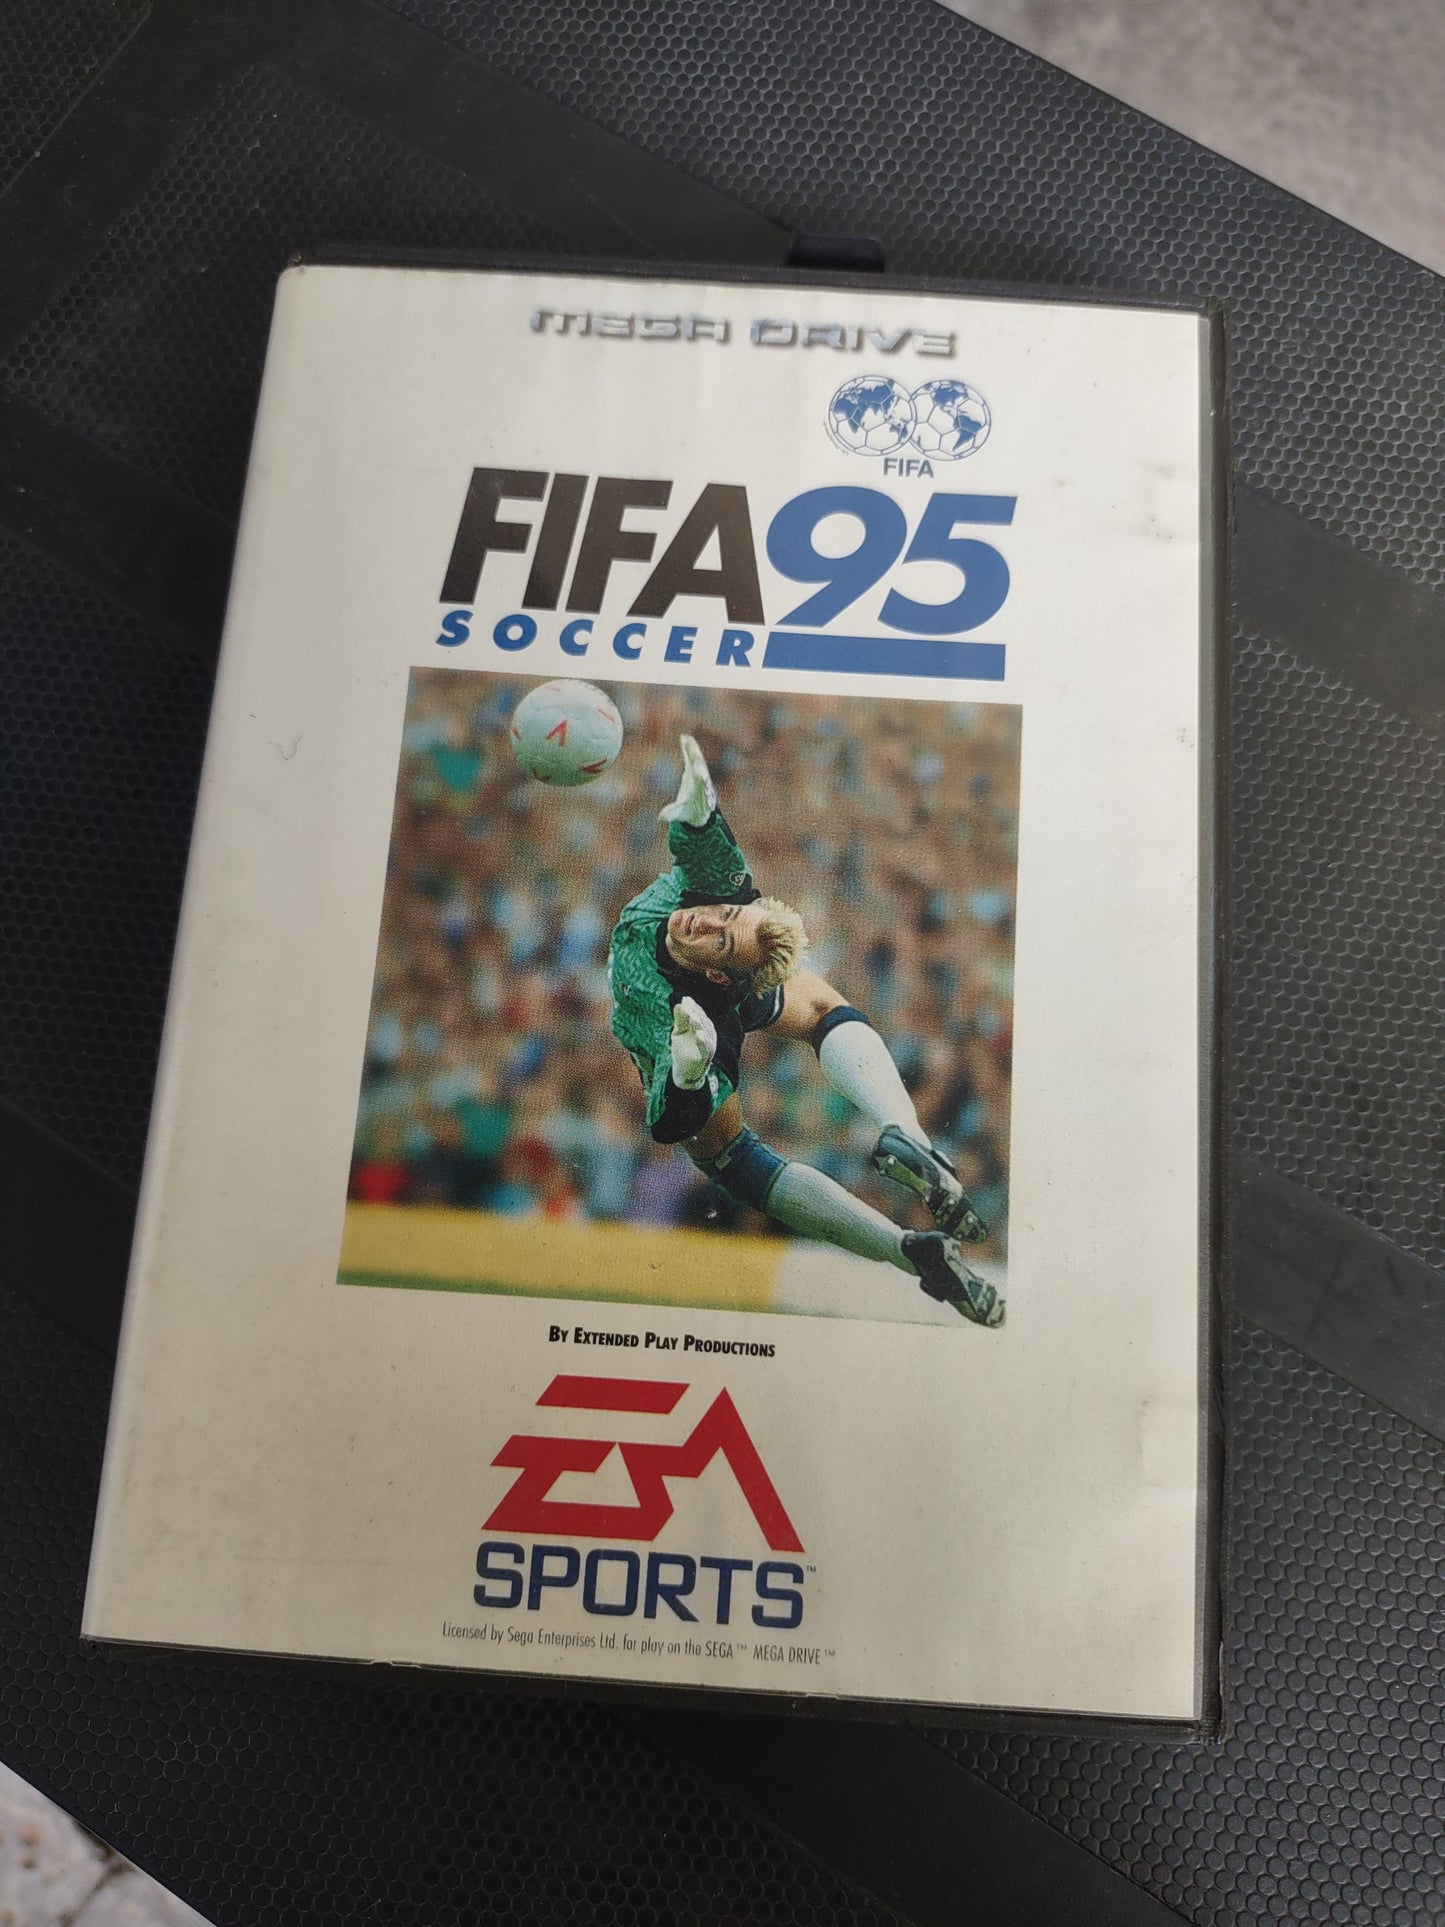 MEGA DRIVE
FIFA
FIFA 95
SOCCER
BY EXTENDED PLAY PRODUCTIONS
EA
SPORTS™
Licensed by Sega Enterprises Ltd. for play on the SEGA™ MEGA DRIVE™